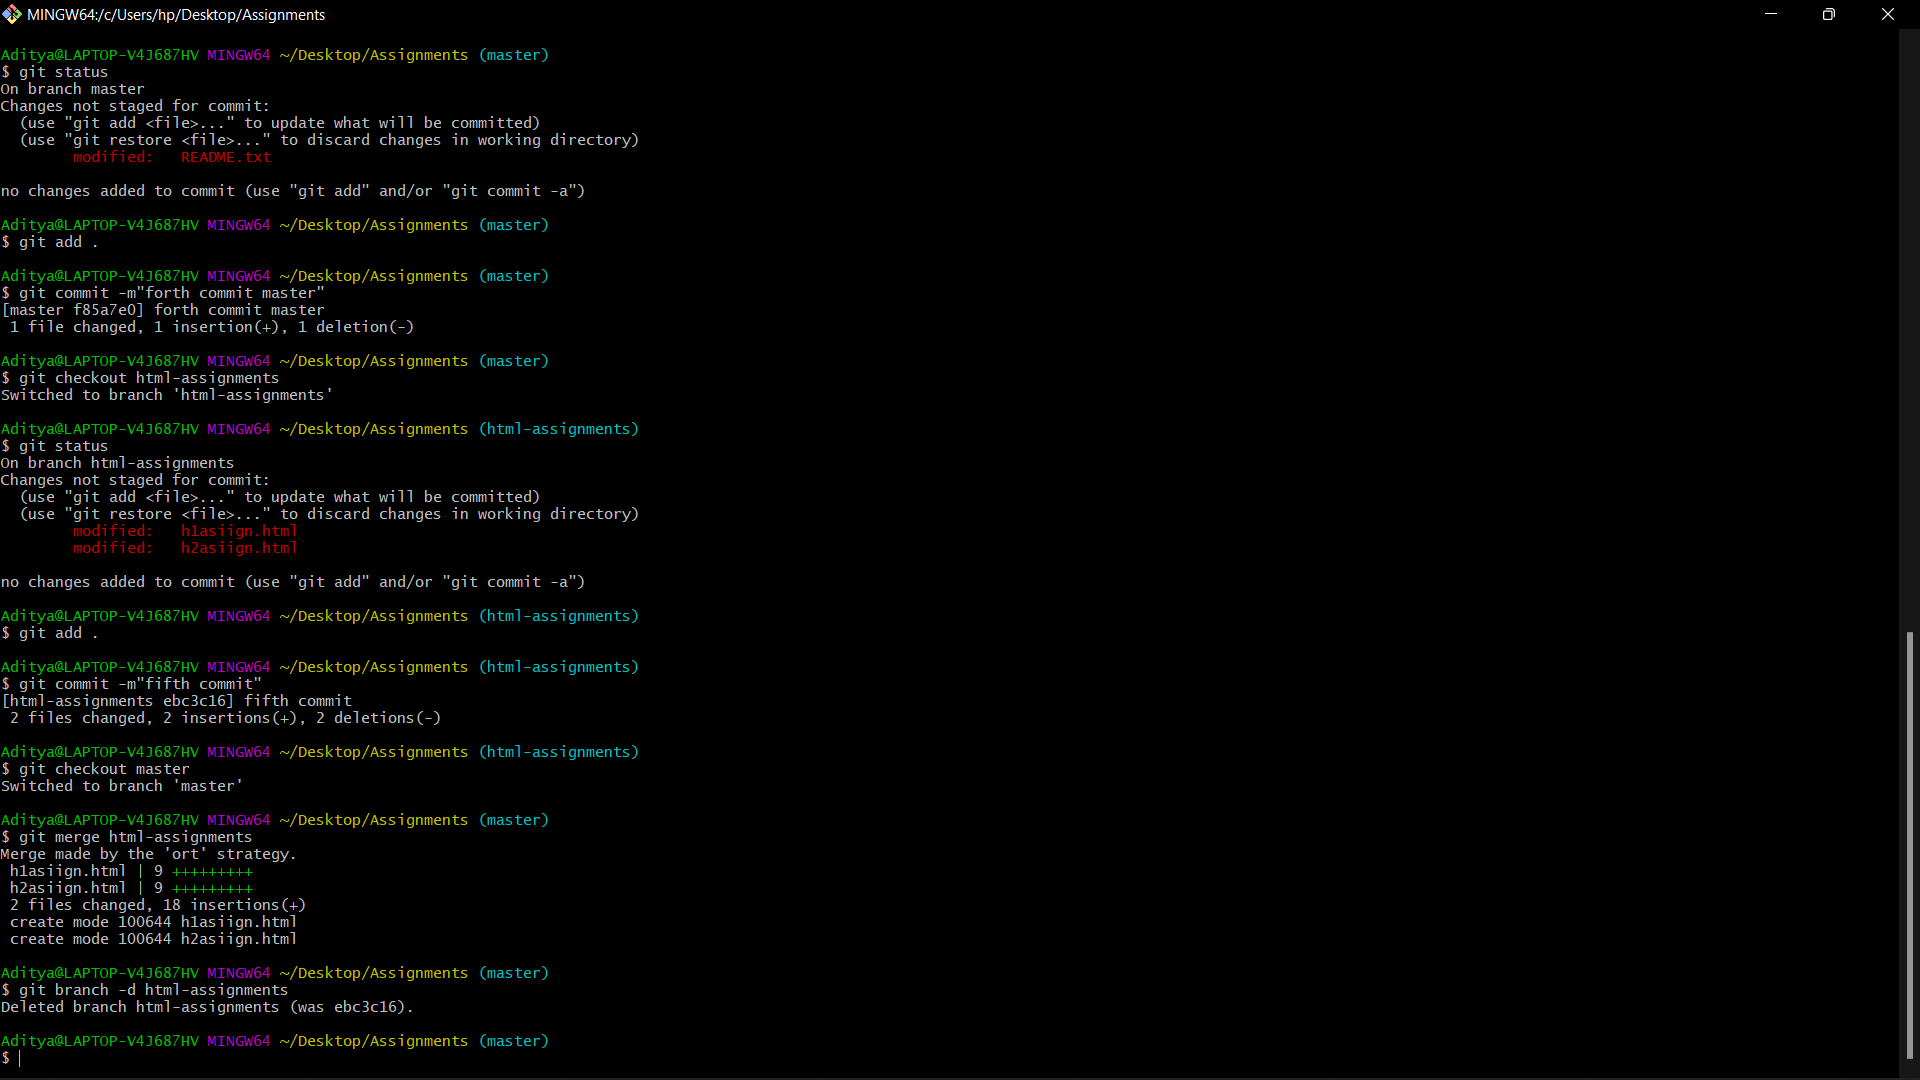 MINGW64:/c/Users/hp/Desktop/Assignments
Aditya@LAPTOP-V4J687HV MINGW64 ~/Desktop/Assignments (master)
$ git status
On branch master
Changes not staged for commit:
  (use "git add <file>..." to update what will be committed)
  (use "git restore <file>..." to discard changes in working directory)
        modified:   README.txt

no changes added to commit (use "git add" and/or "git commit -a")

Aditya@LAPTOP-V4J687HV MINGW64 ~/Desktop/Assignments (master)
$ git add .

Aditya@LAPTOP-V4J687HV MINGW64 ~/Desktop/Assignments (master)
$ git commit -m"forth commit master"
[master f85a7e0] forth commit master
 1 file changed, 1 insertion(+), 1 deletion(-)

Aditya@LAPTOP-V4J687HV MINGW64 ~/Desktop/Assignments (master)
$ git checkout html-assignments
Switched to branch 'html-assignments'

Aditya@LAPTOP-V4J687HV MINGW64 ~/Desktop/Assignments (html-assignments)
$ git status
On branch html-assignments
Changes not staged for commit:
  (use "git add <file>..." to update what will be committed)
  (use "git restore <file>..." to discard changes in working directory)
        modified:   h1asiign.html
        modified:   h2asiign.html

no changes added to commit (use "git add" and/or "git commit -a")

Aditya@LAPTOP-V4J687HV MINGW64 ~/Desktop/Assignments (html-assignments)
$ git add .

Aditya@LAPTOP-V4J687HV MINGW64 ~/Desktop/Assignments (html-assignments)
$ git commit -m"fifth commit"
[html-assignments ebc3c16] fifth commit
 2 files changed, 2 insertions(+), 2 deletions(-)

Aditya@LAPTOP-V4J687HV MINGW64 ~/Desktop/Assignments (html-assignments)
$ git checkout master
Switched to branch 'master'

Aditya@LAPTOP-V4J687HV MINGW64 ~/Desktop/Assignments (master)
$ git merge html-assignments
Merge made by the 'ort' strategy.
 h1asiign.html | 9 +++++++++
 h2asiign.html | 9 +++++++++
 2 files changed, 18 insertions(+)
 create mode 100644 h1asiign.html
 create mode 100644 h2asiign.html

Aditya@LAPTOP-V4J687HV MINGW64 ~/Desktop/Assignments (master)
$ git branch -d html-assignments
Deleted branch html-assignments (was ebc3c16).

Aditya@LAPTOP-V4J687HV MINGW64 ~/Desktop/Assignments (master)
$